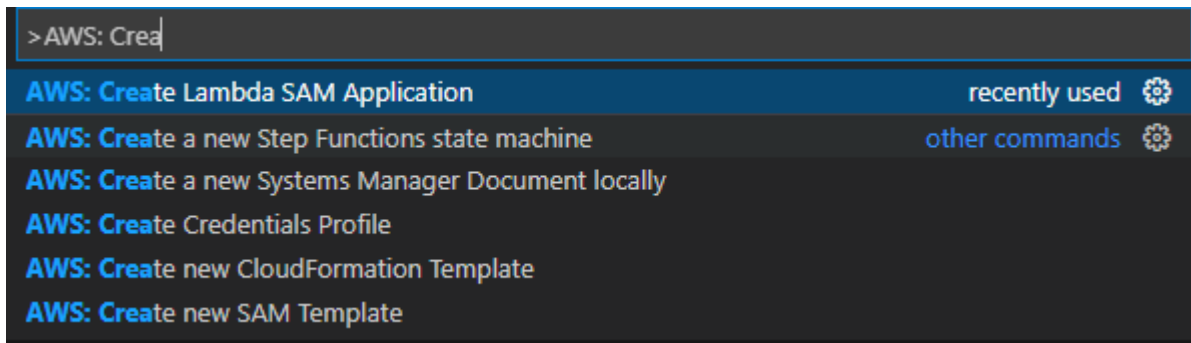 >AWS: Crea
AWS: Create Lambda SAM Application recently used
AWS: Create a new Step Functions state machine other commands
AWS: Create a new Systems Manager Document locally
AWS: Create Credentials Profile
AWS: Create new CloudFormation Template
AWS: Create new SAM Template